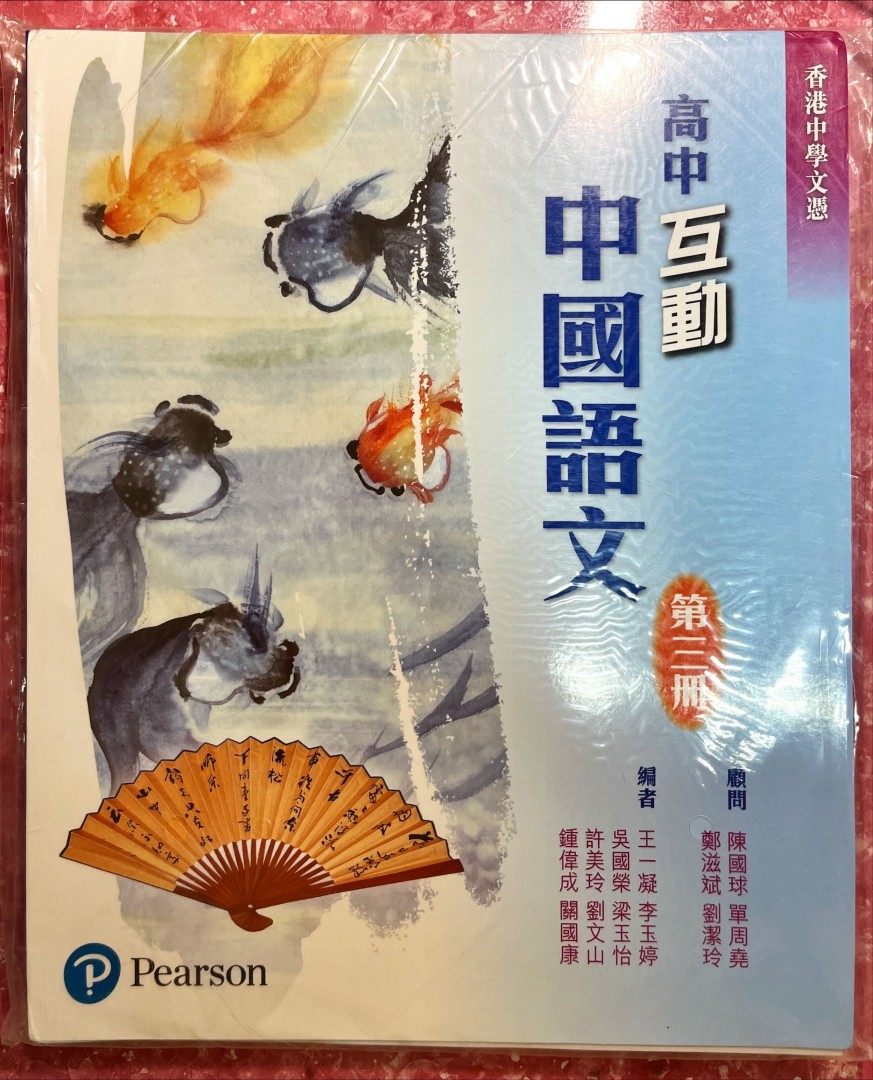 香港中學文憑
高中互動
中國語文
第三冊
顧問
陳國球 單周堯
鄭滋斌 劉潔玲
編者
王一凝 李玉婷
吳國榮 梁玉怡
許美玲 劉文山
鍾偉成 關國康
Pearson